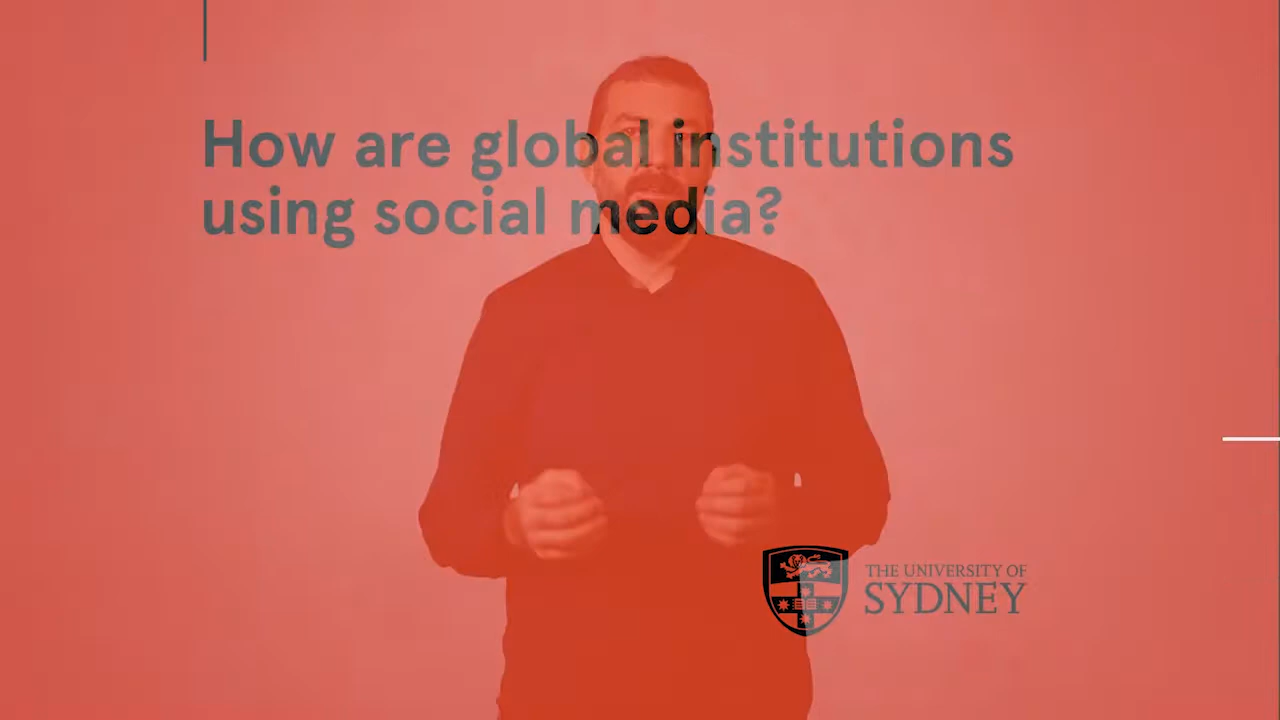 How are global institutions
using social media?
THE UNIVERSITY OF
SYDNEY